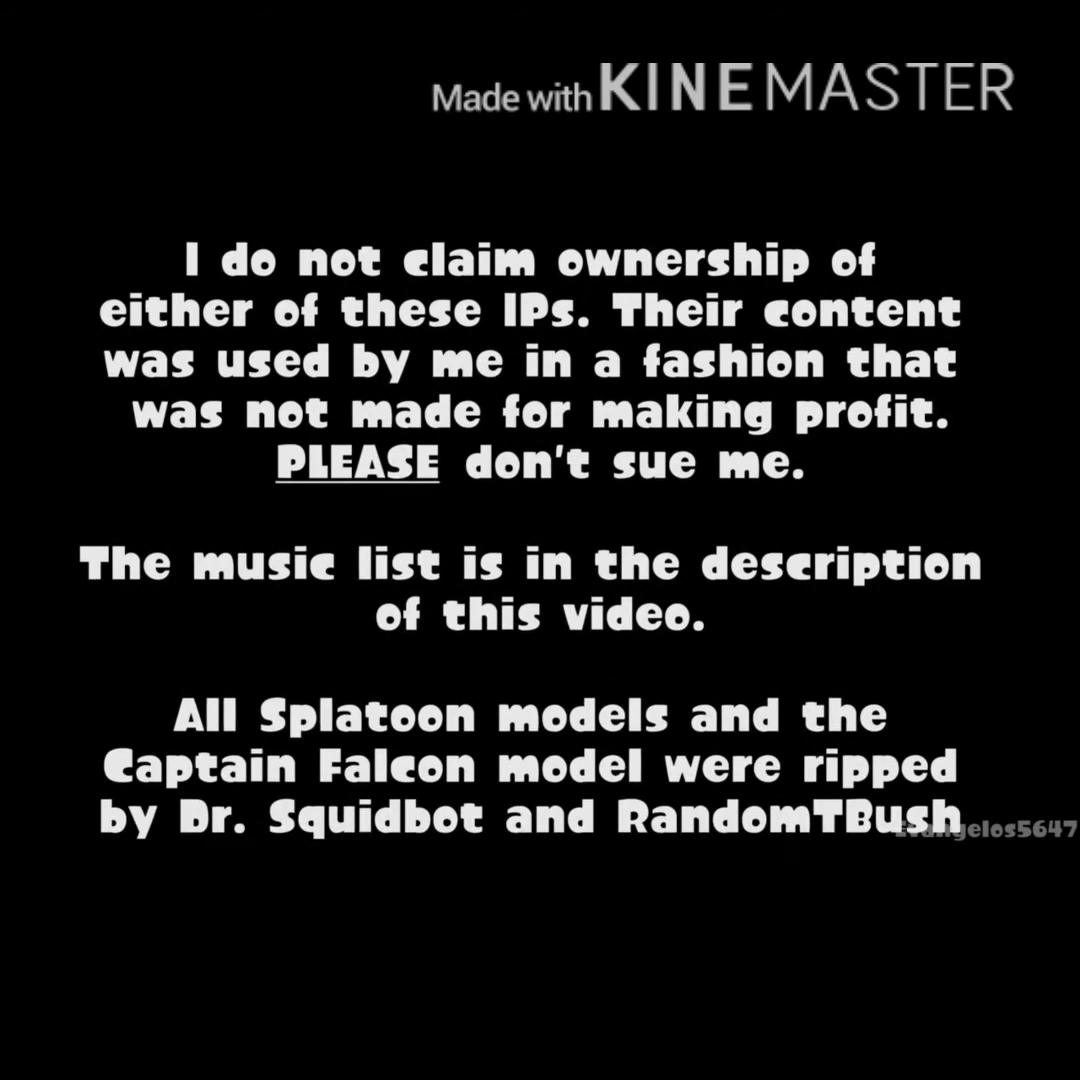 Made with KINEMASTER
I do not claim ownership of
either of these IPs. Their content
was used by me in a fashion that
was not made for making profit.
PLEASE don't sue me.
The music list is in the description
of this video.
All Splatoon models and the
Captain Falcon model were ripped
by Dr. Squidbot and RandomTBush
Evangelos5647